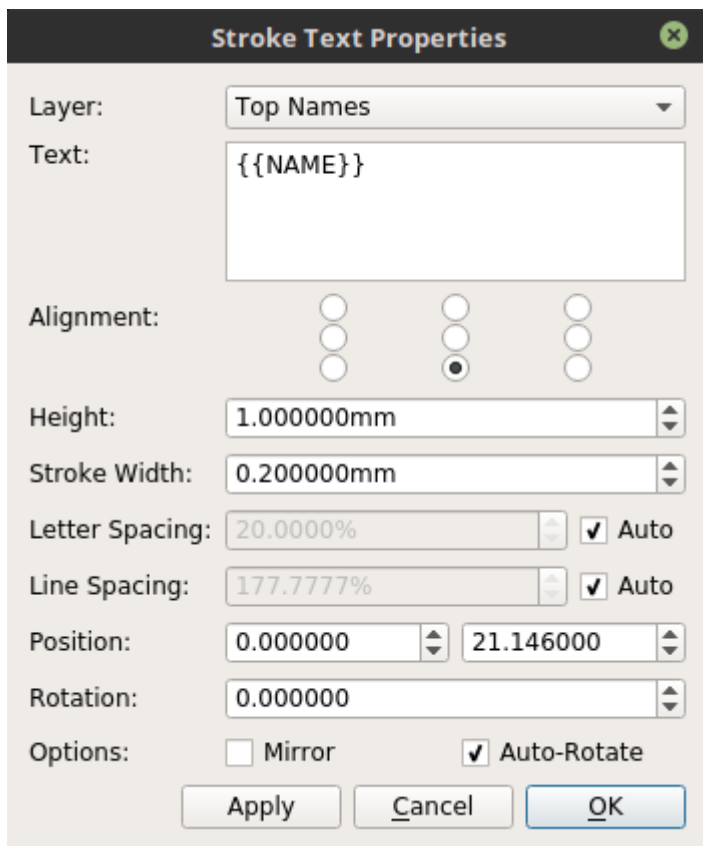 Stroke Text Properties
Layer: Top Names
Text: {{NAME}}
Alignment:
Height: 1.000000mm
Stroke Width: 0.200000mm
Letter Spacing: 20.0000% Auto
Line Spacing: 177.7777% Auto
Position: 0.000000 21.146000
Rotation: 0.000000
Options: Mirror Auto-Rotate
Apply Cancel OK